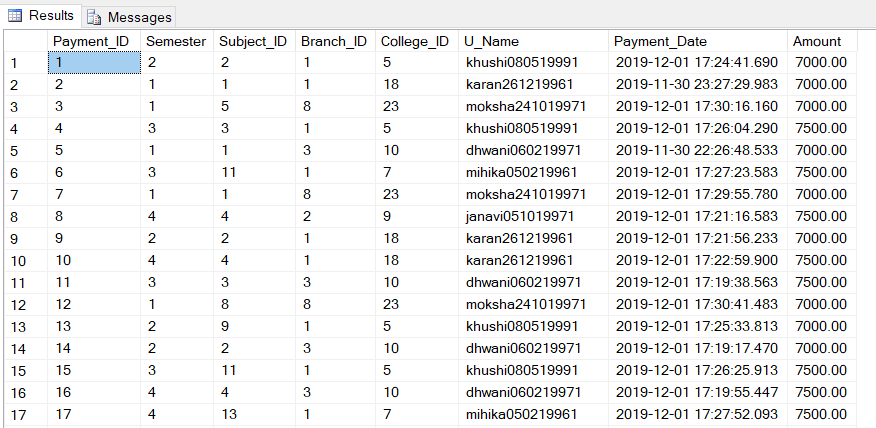 Results Messages
Payment_ID Semester Subject_ID Branch_ID College_ID U_Name Payment_Date Amount
1 1 2 2 1 5 khushi080519991 2019-12-01 17:24:41.690 7000.00
2 2 1 1 1 18 karan261219961 2019-11-30 23:27:29.983 7000.00
3 3 1 5 8 23 moksha241019971 2019-12-01 17:30:16.160 7000.00
4 4 3 3 1 5 khushi080519991 2019-12-01 17:26:04.290 7500.00
5 5 1 1 3 10 dhwani060219971 2019-11-30 22:26:48.533 7000.00
6 6 3 11 1 7 mihika050219961 2019-12-01 17:27:23.583 7500.00
7 7 1 1 8 23 moksha241019971 2019-12-01 17:29:55.780 7000.00
8 8 4 4 2 9 janavi051019971 2019-12-01 17:21:16.583 7500.00
9 9 2 2 1 18 karan261219961 2019-12-01 17:21:56.233 7000.00
10 10 4 4 1 18 karan261219961 2019-12-01 17:22:59.900 7500.00
11 11 3 3 3 10 dhwani060219971 2019-12-01 17:19:38.563 7500.00
12 12 1 8 8 23 moksha241019971 2019-12-01 17:30:41.483 7000.00
13 13 2 9 1 5 khushi080519991 2019-12-01 17:25:33.813 7000.00
14 14 2 2 3 10 dhwani060219971 2019-12-01 17:19:17.470 7000.00
15 15 3 11 1 5 khushi080519991 2019-12-01 17:26:25.913 7500.00
16 16 4 4 3 10 dhwani060219971 2019-12-01 17:19:55.447 7500.00
17 17 4 13 1 7 mihika050219961 2019-12-01 17:27:52.093 7500.00